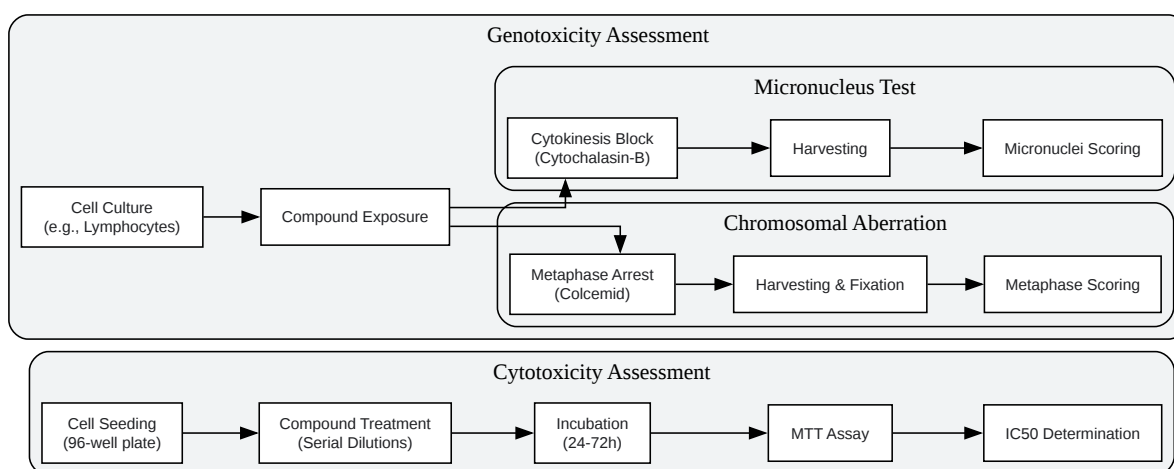 Genotoxicity Assessment
Micronucleus Test
Cytokinesis Block
(Cytochalasin-B)
Harvesting
Micronuclei Scoring
Cell Culture
(e.g., Lymphocytes)
Compound Exposure
Chromosomal Aberration
Metaphase Arrest
(Colcemid)
Harvesting & Fixation
Metaphase Scoring
Cytotoxicity Assessment
Cell Seeding
(96-well plate)
Compound Treatment
(Serial Dilutions)
Incubation
(24-72h)
MTT Assay
IC50 Determination